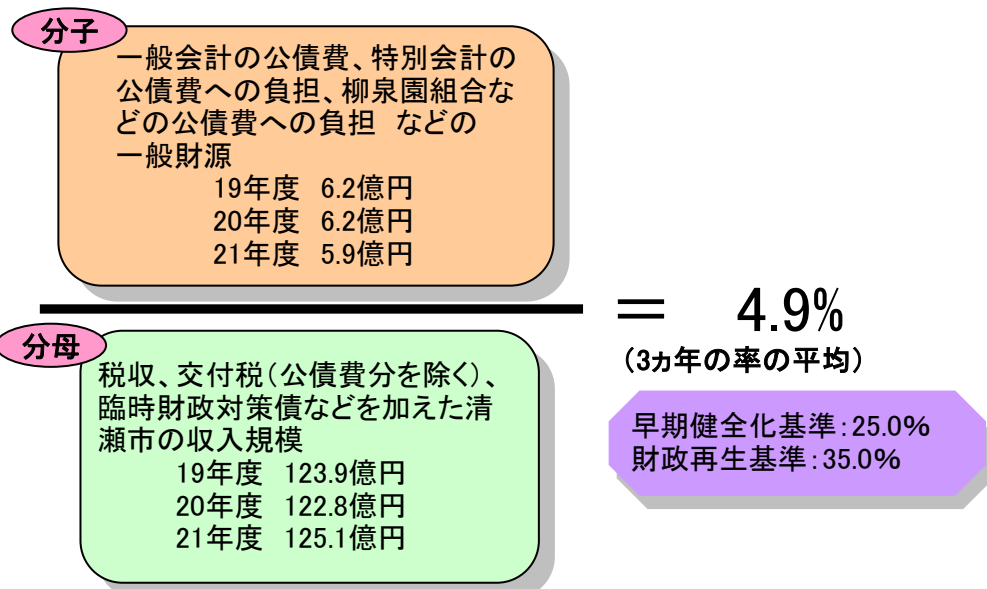 分子
一般会計の公債費、特別会計の
公債費への負担、柳泉園組合な
どの公債費への負担 などの
一般財源
19年度 6.2億円
20年度 6.2億円
21年度 5.9億円
＝ 4.9%
（3ヵ年の率の平均）
分母
税収、交付税（公債費分を除く）、
臨時財政対策債などを加えた清
瀬市の収入規模
19年度 123.9億円
20年度 122.8億円
21年度 125.1億円
早期健全化基準：25.0%
財政再生基準：35.0%